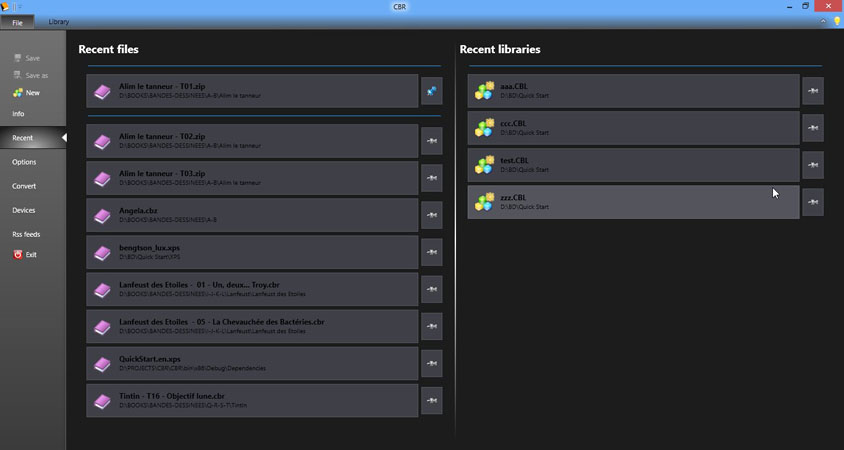 CBR
File
Library
Save
Save as
New
Info
Recent
Options
Convert
Devices
Rss feeds
Exit
Recent files
Alim le tanneur - T01.zip
D:\BOOKS\BANDES-DESSINEES\A-B\Alim le tanneur
Alim le tanneur - T02.zip
D:\BOOKS\BANDES-DESSINEES\A-B\Alim le tanneur
Alim le tanneur - T03.zip
D:\BOOKS\BANDES-DESSINEES\A-B\Alim le tanneur
Angela.cbz
D:\BOOKS\BANDES-DESSINEES\A-B
bengtson_lux.xps
D:\BD\Quick Start\XPS
Lanfeust des Etoiles - 01 - Un, deux... Troy.cbr
D:\BOOKS\BANDES-DESSINEES\I-J-K-L\Lanfeust\Lanfeust des Etoiles
Lanfeust des Etoiles - 05 - La Chevauchée des Bactéries.cbr
D:\BOOKS\BANDES-DESSINEES\I-J-K-L\Lanfeust\Lanfeust des Etoiles
QuickStart.en.xps
D:\PROJECTS\CBR\CBR\bin\x86\Debug\Dependencies
Tintin - T16 - Objectif lune.cbr
D:\BOOKS\BANDES-DESSINEES\Q-R-S-T\Tintin
Recent libraries
aaa.CBL
D:\BD\Quick Start
ccc.CBL
D:\BD\Quick Start
test.CBL
D:\BD\Quick Start
zzz.CBL
D:\BD\Quick Start